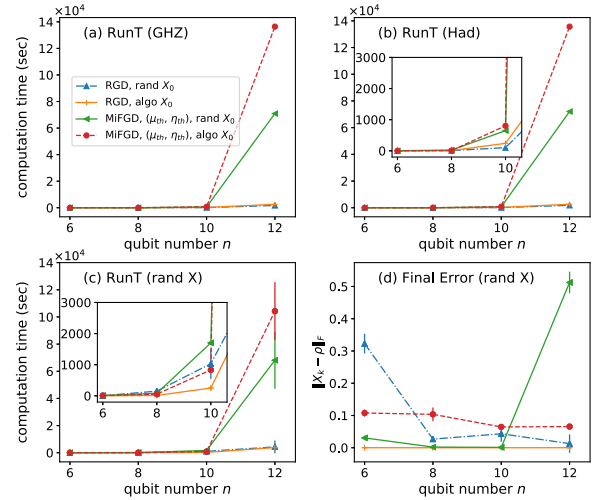 ×10⁴
(a) RunT (GHZ)
computation time (sec)
14
12
10
8
6
4
2
0
RGD, rand X₀
RGD, algo X₀
MiFGD, (μₜₕ, ηₜₕ), rand X₀
MiFGD, (μₜₕ, ηₜₕ), algo X₀
6 8 10 12
qubit number n
×10⁴
(b) RunT (Had)
14
12
10
8
6
4
2
0
3000
2000
1000
0
6 8 10
6 8 10 12
qubit number n
×10⁴
(c) RunT (rand X)
computation time (sec)
14
12
10
8
6
4
2
0
3000
2000
1000
0
6 8 10
6 8 10 12
qubit number n
(d) Final Error (rand X)
‖Xₖ − ρ‖_F
0.5
0.4
0.3
0.2
0.1
0.0
6 8 10 12
qubit number n